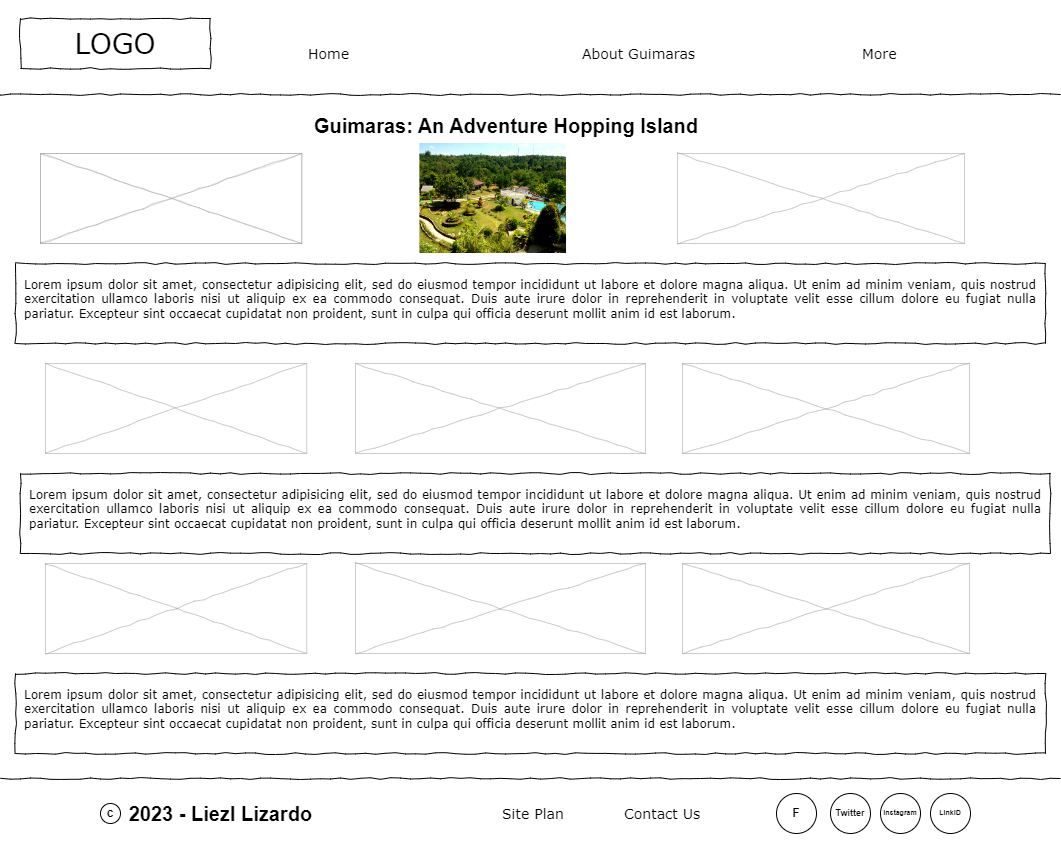 LOGO
Home
About Guimaras
More
Guimaras: An Adventure Hopping Island
Lorem ipsum dolor sit amet, consectetur adipisicing elit, sed do eiusmod tempor incididunt ut labore et dolore magna aliqua. Ut enim ad minim veniam, quis nostrud
exercitation ullamco laboris nisi ut aliquip ex ea commodo consequat. Duis aute irure dolor in reprehenderit in voluptate velit esse cillum dolore eu fugiat nulla
pariatur. Excepteur sint occaecat cupidatat non proident, sunt in culpa qui officia deserunt mollit anim id est laborum.
Lorem ipsum dolor sit amet, consectetur adipisicing elit, sed do eiusmod tempor incididunt ut labore et dolore magna aliqua. Ut enim ad minim veniam, quis nostrud
exercitation ullamco laboris nisi ut aliquip ex ea commodo consequat. Duis aute irure dolor in reprehenderit in voluptate velit esse cillum dolore eu fugiat nulla
pariatur. Excepteur sint occaecat cupidatat non proident, sunt in culpa qui officia deserunt mollit anim id est laborum.
Lorem ipsum dolor sit amet, consectetur adipisicing elit, sed do eiusmod tempor incididunt ut labore et dolore magna aliqua. Ut enim ad minim veniam, quis nostrud
exercitation ullamco laboris nisi ut aliquip ex ea commodo consequat. Duis aute irure dolor in reprehenderit in voluptate velit esse cillum dolore eu fugiat nulla
pariatur. Excepteur sint occaecat cupidatat non proident, sunt in culpa qui officia deserunt mollit anim id est laborum.
C 2023 - Liezl Lizardo
Site Plan
Contact Us
F
Twitter
Instagram
LinkID